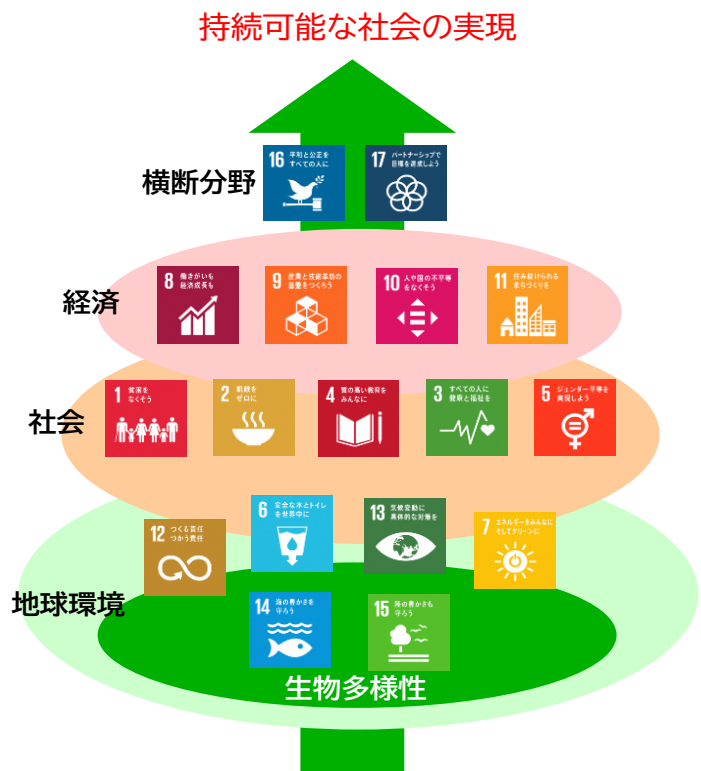 持続可能な社会の実現
横断分野
16 平和と公正を
すべての人に
17 パートナーシップで
目標を達成しよう
経済
8 働きがいも
経済成長も
9 産業と技術革新の
基盤をつくろう
10 人や国の不平等
をなくそう
11 住み続けられる
まちづくりを
社会
1 貧困を
なくそう
2 飢餓を
ゼロに
4 質の高い教育を
みんなに
3 すべての人に
健康と福祉を
5 ジェンダー平等を
実現しよう
地球環境
12 つくる責任
つかう責任
6 安全な水とトイレ
を世界中に
13 気候変動に
具体的な対策を
7 エネルギーをみんなに
そしてクリーンに
14 海の豊かさを
守ろう
15 陸の豊かさも
守ろう
生物多様性